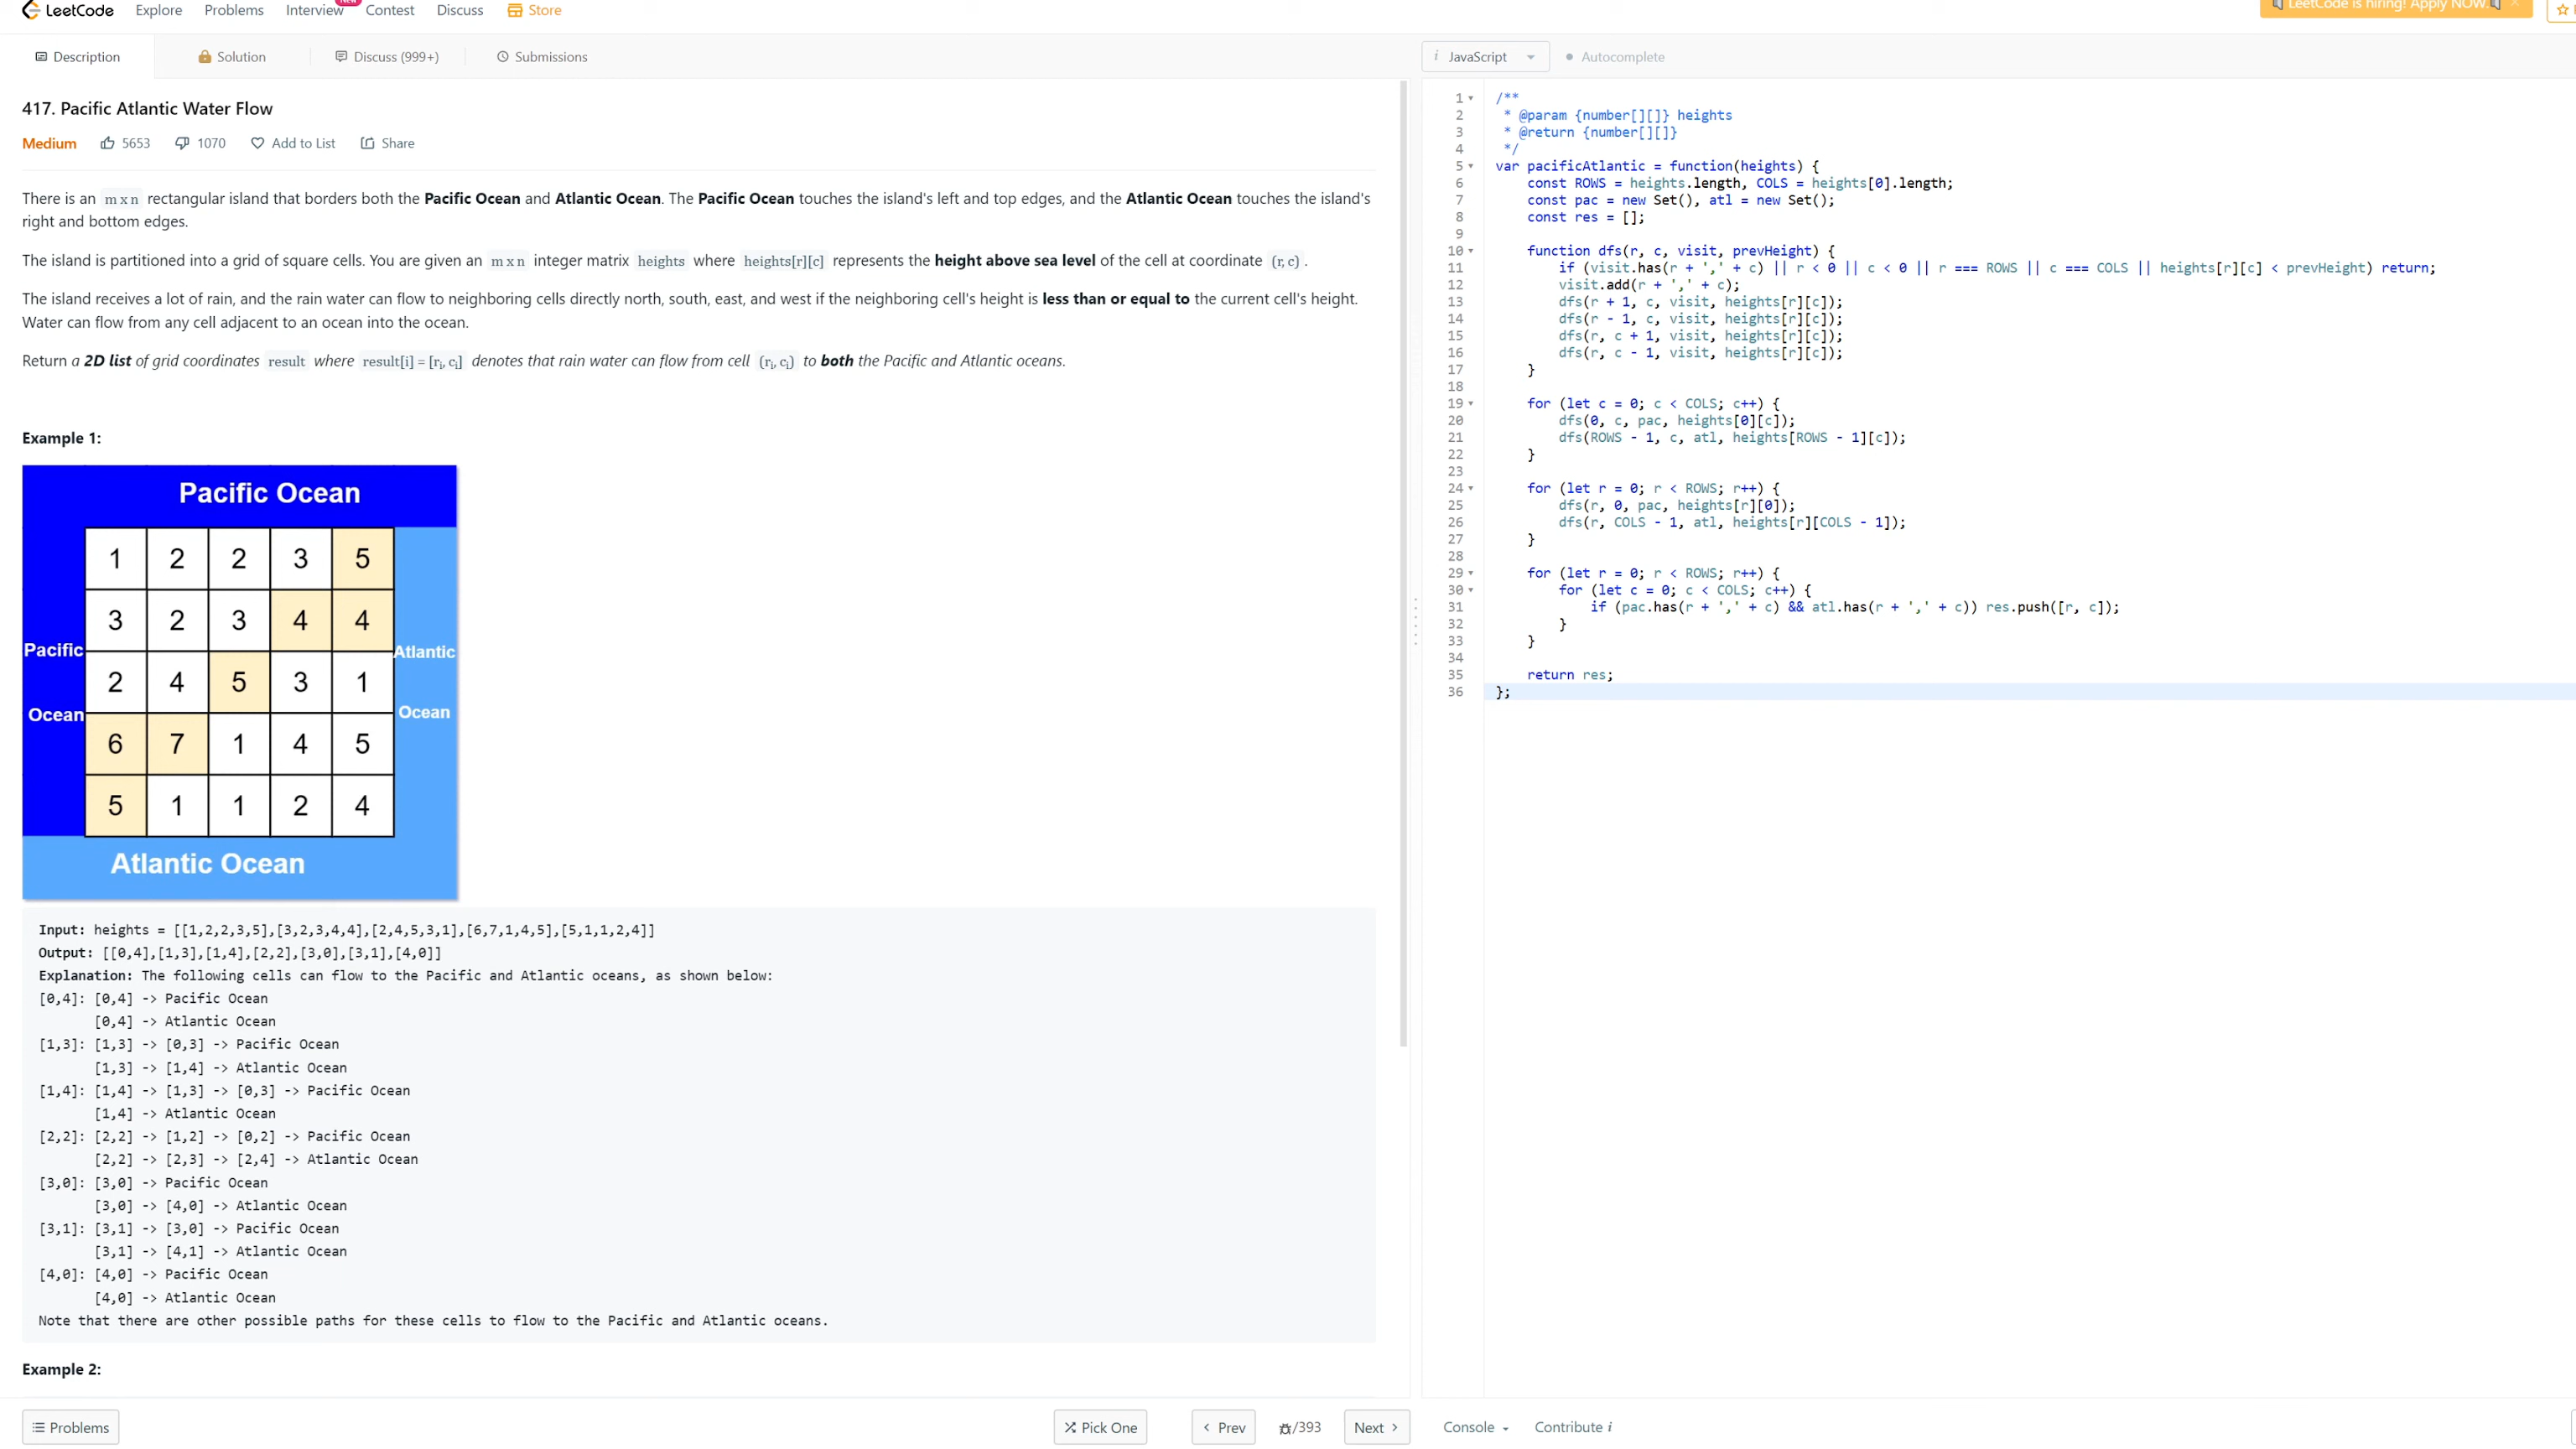 LeetCode Explore Problems Interview New Contest Discuss Store
LeetCode is hiring! Apply NOW.
Description Solution Discuss (999+) Submissions
417. Pacific Atlantic Water Flow
Medium 5653 1070 Add to List Share
There is an m x n rectangular island that borders both the Pacific Ocean and Atlantic Ocean. The Pacific Ocean touches the island's left and top edges, and the Atlantic Ocean touches the island's
right and bottom edges.
The island is partitioned into a grid of square cells. You are given an m x n integer matrix heights where heights[r][c] represents the height above sea level of the cell at coordinate (r, c) .
The island receives a lot of rain, and the rain water can flow to neighboring cells directly north, south, east, and west if the neighboring cell's height is less than or equal to the current cell's height.
Water can flow from any cell adjacent to an ocean into the ocean.
Return a 2D list of grid coordinates result where result[i] = [ri, ci] denotes that rain water can flow from cell (ri, ci) to both the Pacific and Atlantic oceans.
Example 1:
Pacific Ocean
1 2 2 3 5
3 2 3 4 4
Pacific Atlantic
2 4 5 3 1
Ocean Ocean
6 7 1 4 5
5 1 1 2 4
Atlantic Ocean
Input: heights = [[1,2,2,3,5],[3,2,3,4,4],[2,4,5,3,1],[6,7,1,4,5],[5,1,1,2,4]]
Output: [[0,4],[1,3],[1,4],[2,2],[3,0],[3,1],[4,0]]
Explanation: The following cells can flow to the Pacific and Atlantic oceans, as shown below:
[0,4]: [0,4] -> Pacific Ocean
[0,4] -> Atlantic Ocean
[1,3]: [1,3] -> [0,3] -> Pacific Ocean
[1,3] -> [1,4] -> Atlantic Ocean
[1,4]: [1,4] -> [1,3] -> [0,3] -> Pacific Ocean
[1,4] -> Atlantic Ocean
[2,2]: [2,2] -> [1,2] -> [0,2] -> Pacific Ocean
[2,2] -> [2,3] -> [2,4] -> Atlantic Ocean
[3,0]: [3,0] -> Pacific Ocean
[3,0] -> [4,0] -> Atlantic Ocean
[3,1]: [3,1] -> [3,0] -> Pacific Ocean
[3,1] -> [4,1] -> Atlantic Ocean
[4,0]: [4,0] -> Pacific Ocean
[4,0] -> Atlantic Ocean
Note that there are other possible paths for these cells to flow to the Pacific and Atlantic oceans.
Example 2:
Problems Pick One < Prev /393 Next >
i JavaScript Autocomplete
1 /**
2 * @param {number[][]} heights
3 * @return {number[][]}
4 */
5 var pacificAtlantic = function(heights) {
6 const ROWS = heights.length, COLS = heights[0].length;
7 const pac = new Set(), atl = new Set();
8 const res = [];
9
10 function dfs(r, c, visit, prevHeight) {
11 if (visit.has(r + ',' + c) || r < 0 || c < 0 || r === ROWS || c === COLS || heights[r][c] < prevHeight) return;
12 visit.add(r + ',' + c);
13 dfs(r + 1, c, visit, heights[r][c]);
14 dfs(r - 1, c, visit, heights[r][c]);
15 dfs(r, c + 1, visit, heights[r][c]);
16 dfs(r, c - 1, visit, heights[r][c]);
17 }
18
19 for (let c = 0; c < COLS; c++) {
20 dfs(0, c, pac, heights[0][c]);
21 dfs(ROWS - 1, c, atl, heights[ROWS - 1][c]);
22 }
23
24 for (let r = 0; r < ROWS; r++) {
25 dfs(r, 0, pac, heights[r][0]);
26 dfs(r, COLS - 1, atl, heights[r][COLS - 1]);
27 }
28
29 for (let r = 0; r < ROWS; r++) {
30 for (let c = 0; c < COLS; c++) {
31 if (pac.has(r + ',' + c) && atl.has(r + ',' + c)) res.push([r, c]);
32 }
33 }
34
35 return res;
36 };
Console Contribute i